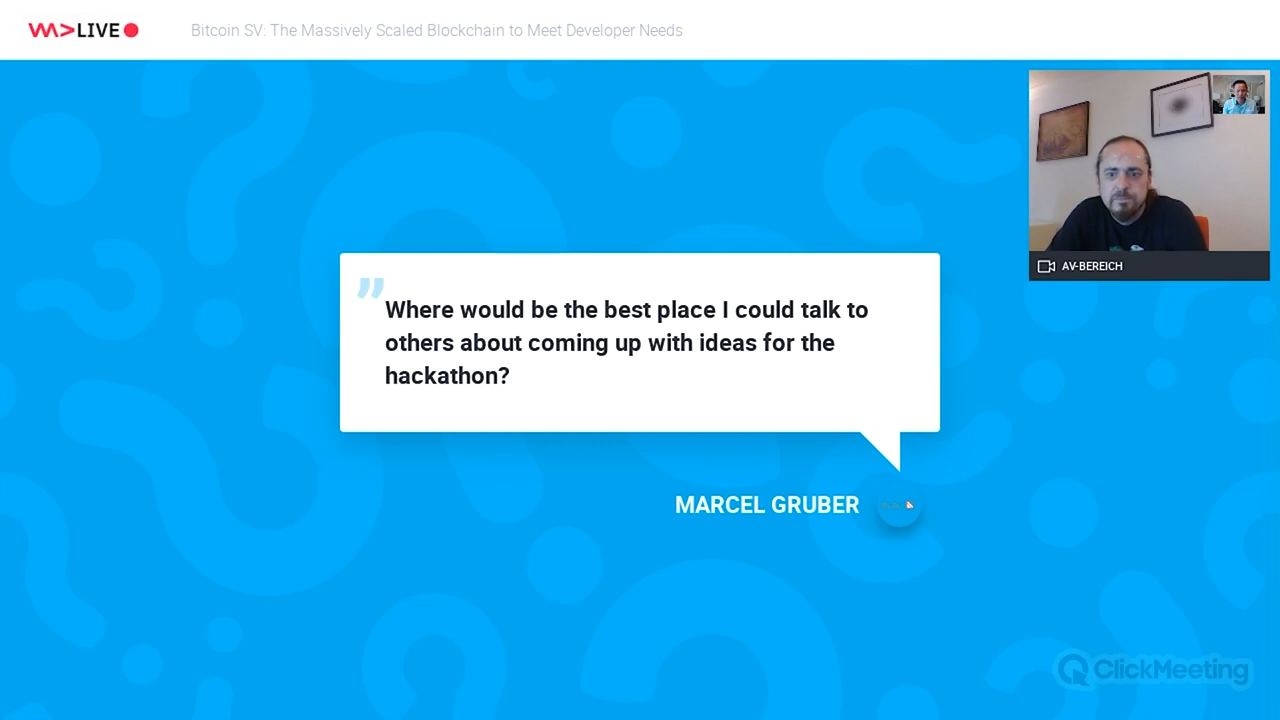 WA>LIVE
Bitcoin SV: The Massively Scaled Blockchain to Meet Developer Needs
AV-BEREICH
"
Where would be the best place I could talk to
others about coming up with ideas for the
hackathon?
MARCEL GRUBER
ClickMeeting